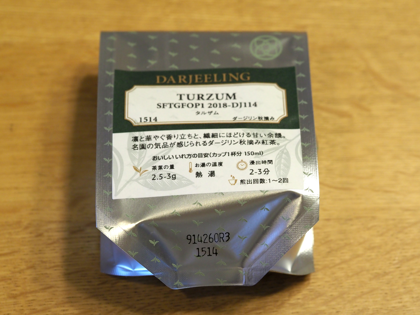 DARJEELING
TURZUM
SFTGFOP1 2018-DJ114
タルザム
1514 ダージリン秋摘み
凛と華やぐ香り立ちと、繊細にほどける甘い余韻。
名園の気品が感じられるダージリン秋摘み紅茶。
おいしいいれ方の目安(カップ1杯分 150ml)
茶葉の量 お湯の温度 浸出時間
2.5-3g 熱湯 2-3分
煎出回数:1〜2回
914260R3
1514